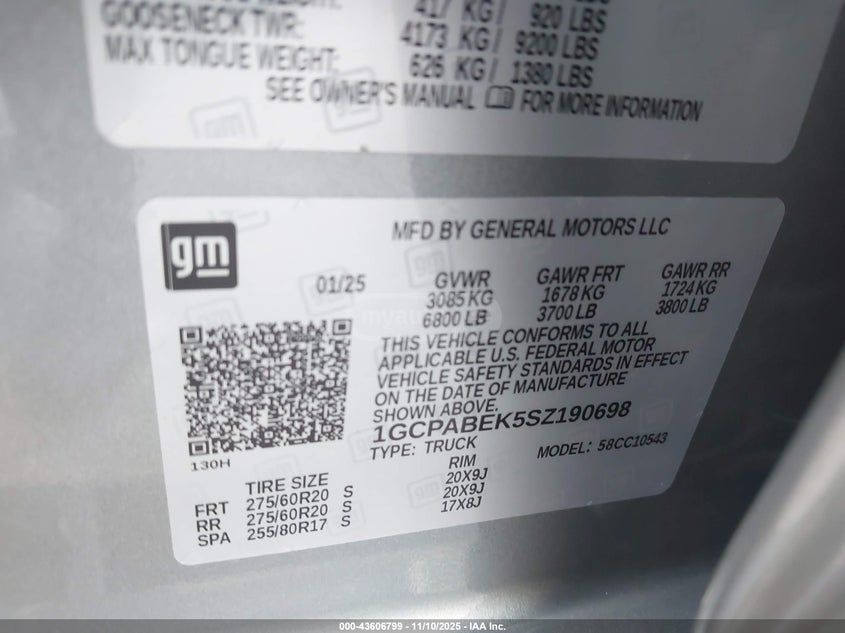 417 KG/ 920 LBS
GOOSENECK TWR: 4173 KG/ 9200 LBS
MAX TONGUE WEIGHT: 626 KG/ 1380 LBS
SEE OWNER'S MANUAL FOR MORE INFORMATION
gm
MFD BY GENERAL MOTORS LLC
01/25 GVWR GAWR FRT GAWR RR
3085 KG 1678 KG 1724 KG
6800 LB 3700 LB 3800 LB
THIS VEHICLE CONFORMS TO ALL
APPLICABLE U.S. FEDERAL MOTOR
VEHICLE SAFETY STANDARDS IN EFFECT
ON THE DATE OF MANUFACTURE
SHOWN ABOVE.
1GCPABEK5SZ190698
TYPE: TRUCK MODEL: 58CC10543
130H
TIRE SIZE RIM
FRT 275/60R20 S 20X9J
RR 275/60R20 S 20X9J
SPA 255/80R17 S 17X8J
000-43606799 — 11/10/2025 — IAA Inc.